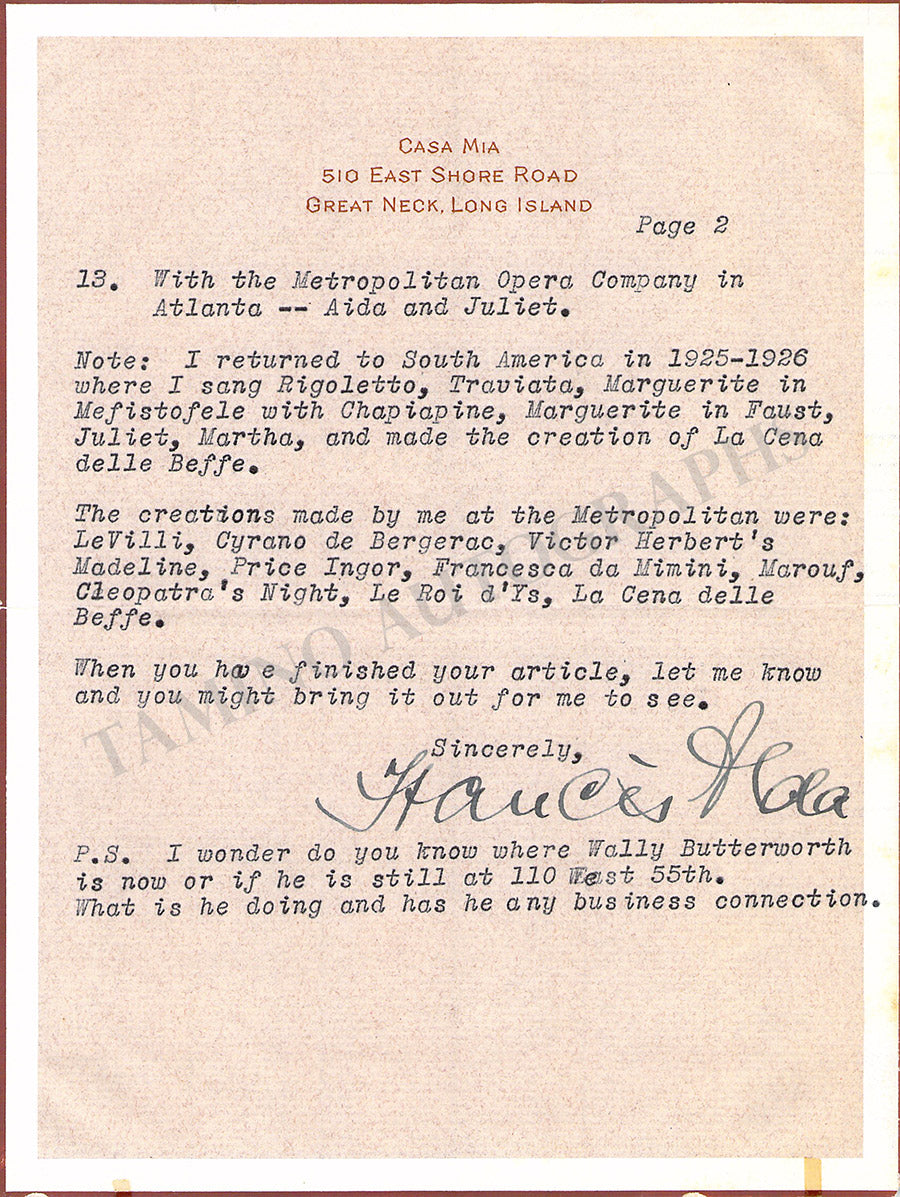 CASA MIA
510 EAST SHORE ROAD
GREAT NECK, LONG ISLAND
Page 2
13. With the Metropolitan Opera Company in
Atlanta -- Aida and Juliet.
Note: I returned to South America in 1925-1926
where I sang Rigoletto, Traviata, Marguerite in
Mefistofele with Chapiapine, Marguerite in Faust,
Juliet, Martha, and made the creation of La Cena
delle Beffe.
The creations made by me at the Metropolitan were:
LeVilli, Cyrano de Bergerac, Victor Herbert's
Madeline, Price Ingor, Francesca da Mimini, Marouf,
Cleopatra's Night, Le Roi d'Ys, La Cena delle
Beffe.
When you have finished your article, let me know
and you might bring it out for me to see.
Sincerely,
Francès Alda
P.S. I wonder do you know where Wally Butterworth
is now or if he is still at 110 West 55th.
What is he doing and has he any business connection.
TAMINO AUTOGRAPHS